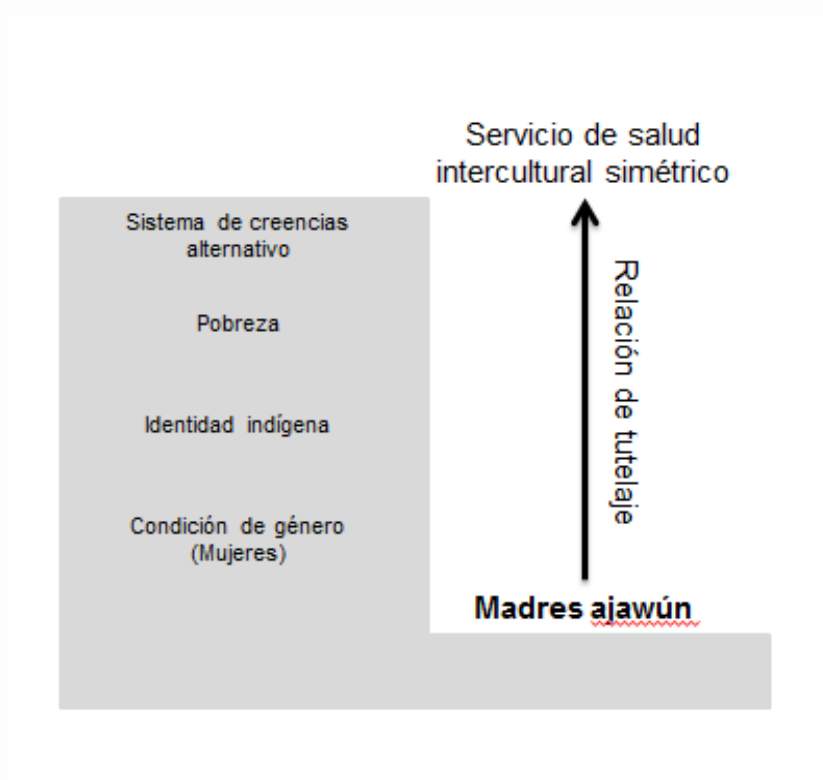 Servicio de salud
intercultural simétrico
Sistema de creencias
alternativo
Pobreza
Identidad indígena
Condición de género
(Mujeres)
Relación de tutelaje
Madres ajawún